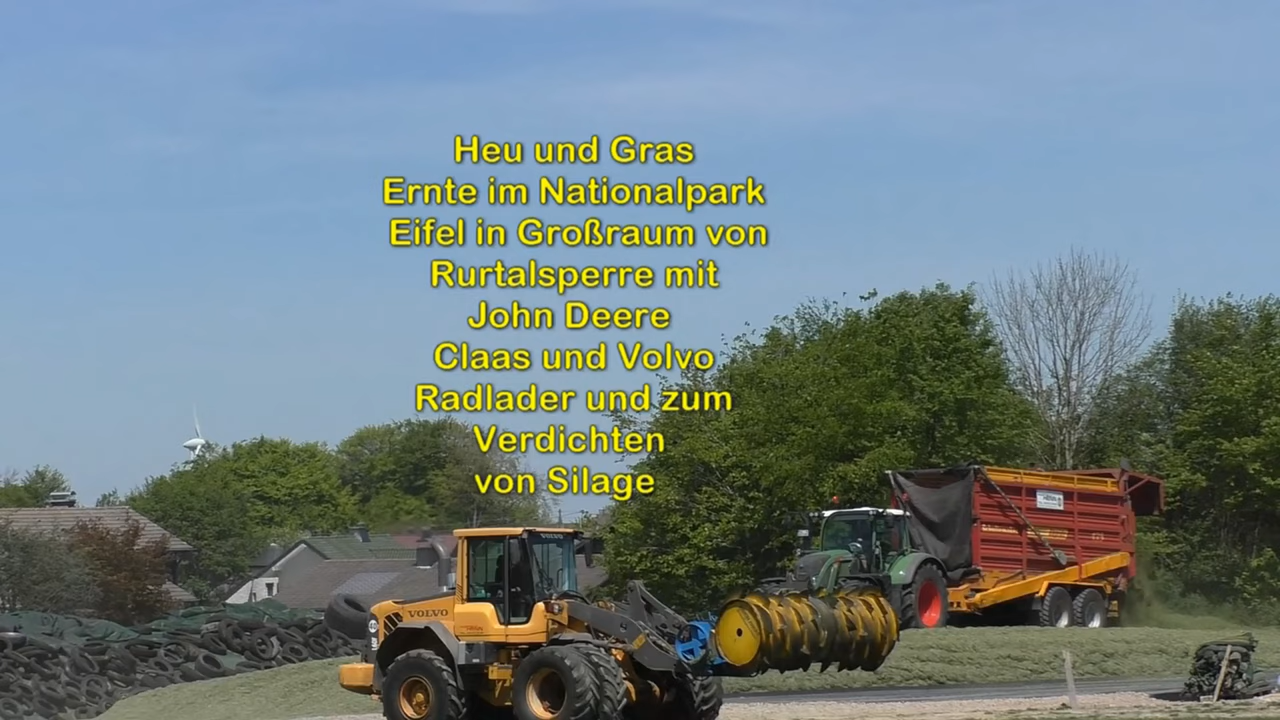 Heu und Gras
Ernte im Nationalpark
Eifel in Großraum von
Rurtalsperre mit
John Deere
Claas und Volvo
Radlader und zum
Verdichten
von Silage
VOLVO
VOLVO